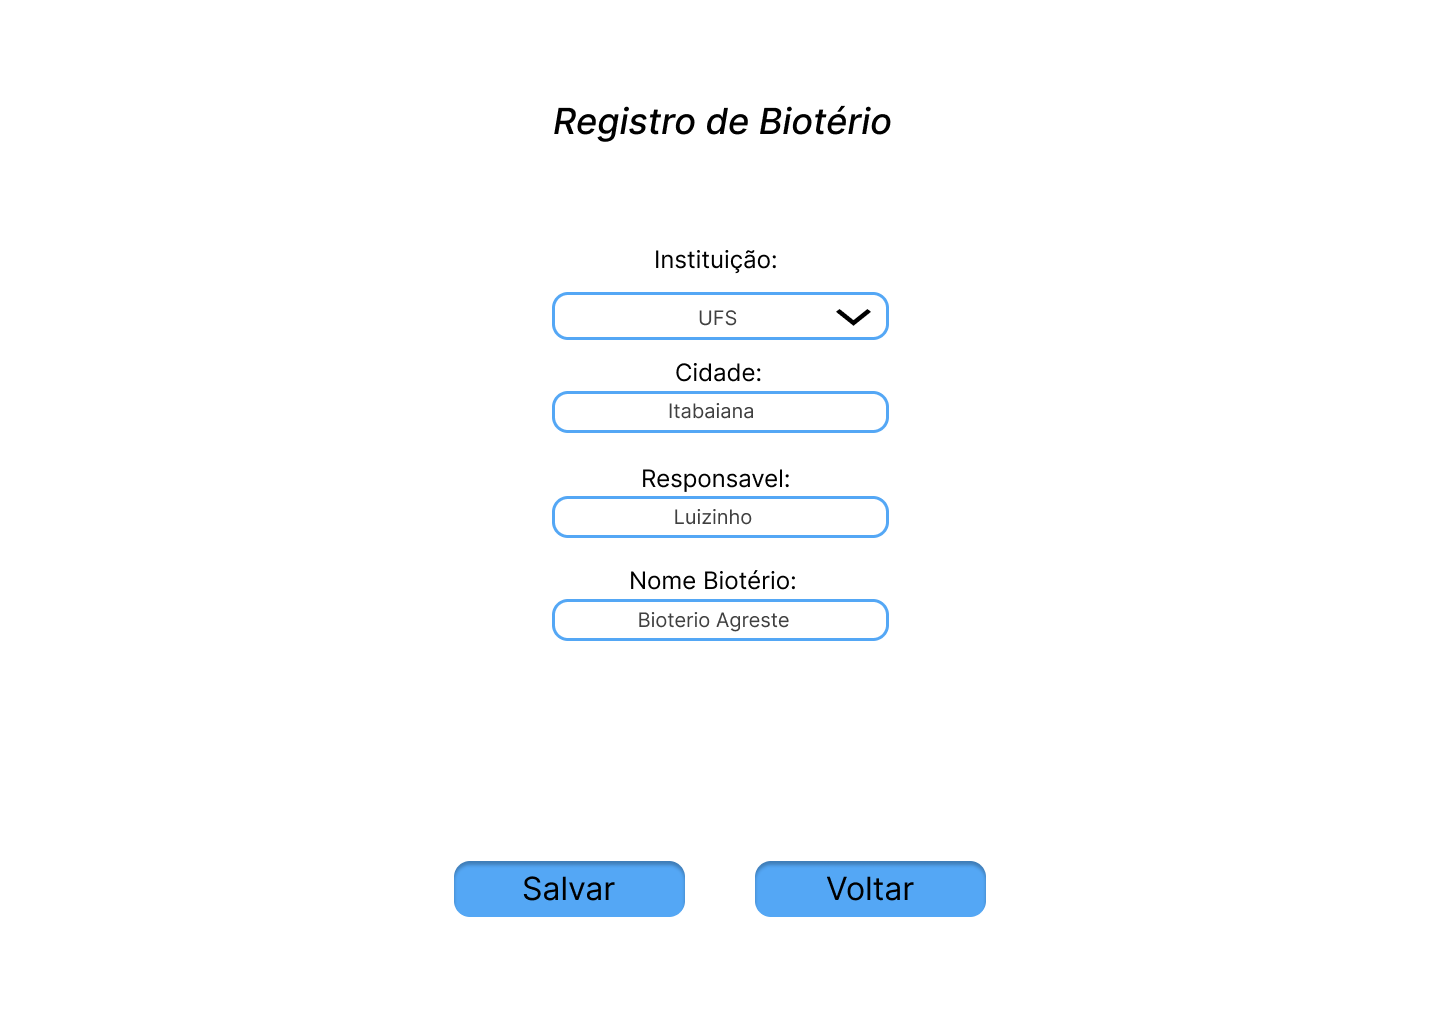 Registro de Biotério
Instituição:
UFS
Cidade:
Itabaiana
Responsavel:
Luizinho
Nome Biotério:
Bioterio Agreste
Salvar
Voltar